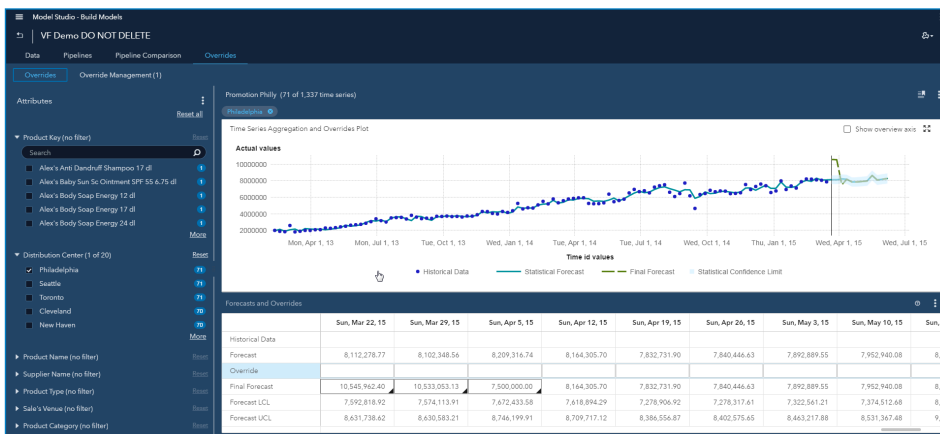 Model Studio - Build Models
VF Demo DO NOT DELETE
Data Pipelines Pipeline Comparison Overrides
Overrides Override Management (1)
Attributes
Reset all
Product Key (no filter) Reset
Search
Alex's Anti Dandruff Shampoo 17 dl 1
Alex's Baby Sun Sc Ointment SPF 55 6.75 dl 1
Alex's Body Soap Energy 12 dl 1
Alex's Body Soap Energy 17 dl 1
Alex's Body Soap Energy 24 dl 1
More
Distribution Center (1 of 20) Reset
Philadelphia 71
Seattle 71
Toronto 71
Cleveland 70
New Haven 70
More
Product Name (no filter) Reset
Supplier Name (no filter) Reset
Product Type (no filter) Reset
Sale's Venue (no filter) Reset
Product Category (no filter) Reset
Promotion Philly (71 of 1,337 time series)
Philadelphia
Time Series Aggregation and Overrides Plot Show overview axis
Actual values
10000000
8000000
6000000
4000000
2000000
Mon, Apr 1, 13 Mon, Jul 1, 13 Tue, Oct 1, 13 Wed, Jan 1, 14 Tue, Apr 1, 14 Tue, Jul 1, 14 Wed, Oct 1, 14 Thu, Jan 1, 15 Wed, Apr 1, 15 Wed, Jul 1, 15
Time id values
Historical Data Statistical Forecast Final Forecast Statistical Confidence Limit
Forecasts and Overrides
Sun, Mar 22, 15 Sun, Mar 29, 15 Sun, Apr 5, 15 Sun, Apr 12, 15 Sun, Apr 19, 15 Sun, Apr 26, 15 Sun, May 3, 15 Sun, May 10, 15 Sun,
Historical Data
Forecast 8,112,278.77 8,102,348.56 8,209,316.74 8,164,305.70 7,832,731.90 7,840,446.63 7,892,889.55 7,952,940.08 8,
Override
Final Forecast 10,545,962.40 10,533,053.13 7,500,000.00 8,164,305.70 7,832,731.90 7,840,446.63 7,892,889.55 7,952,940.08 8,
Forecast LCL 7,592,818.92 7,574,113.91 7,672,433.58 7,618,894.29 7,278,906.92 7,278,317.61 7,322,561.21 7,374,512.68 8,
Forecast UCL 8,631,738.62 8,630,583.21 8,746,199.91 8,709,717.12 8,386,556.87 8,402,575.65 8,463,217.88 8,531,367.48 9,